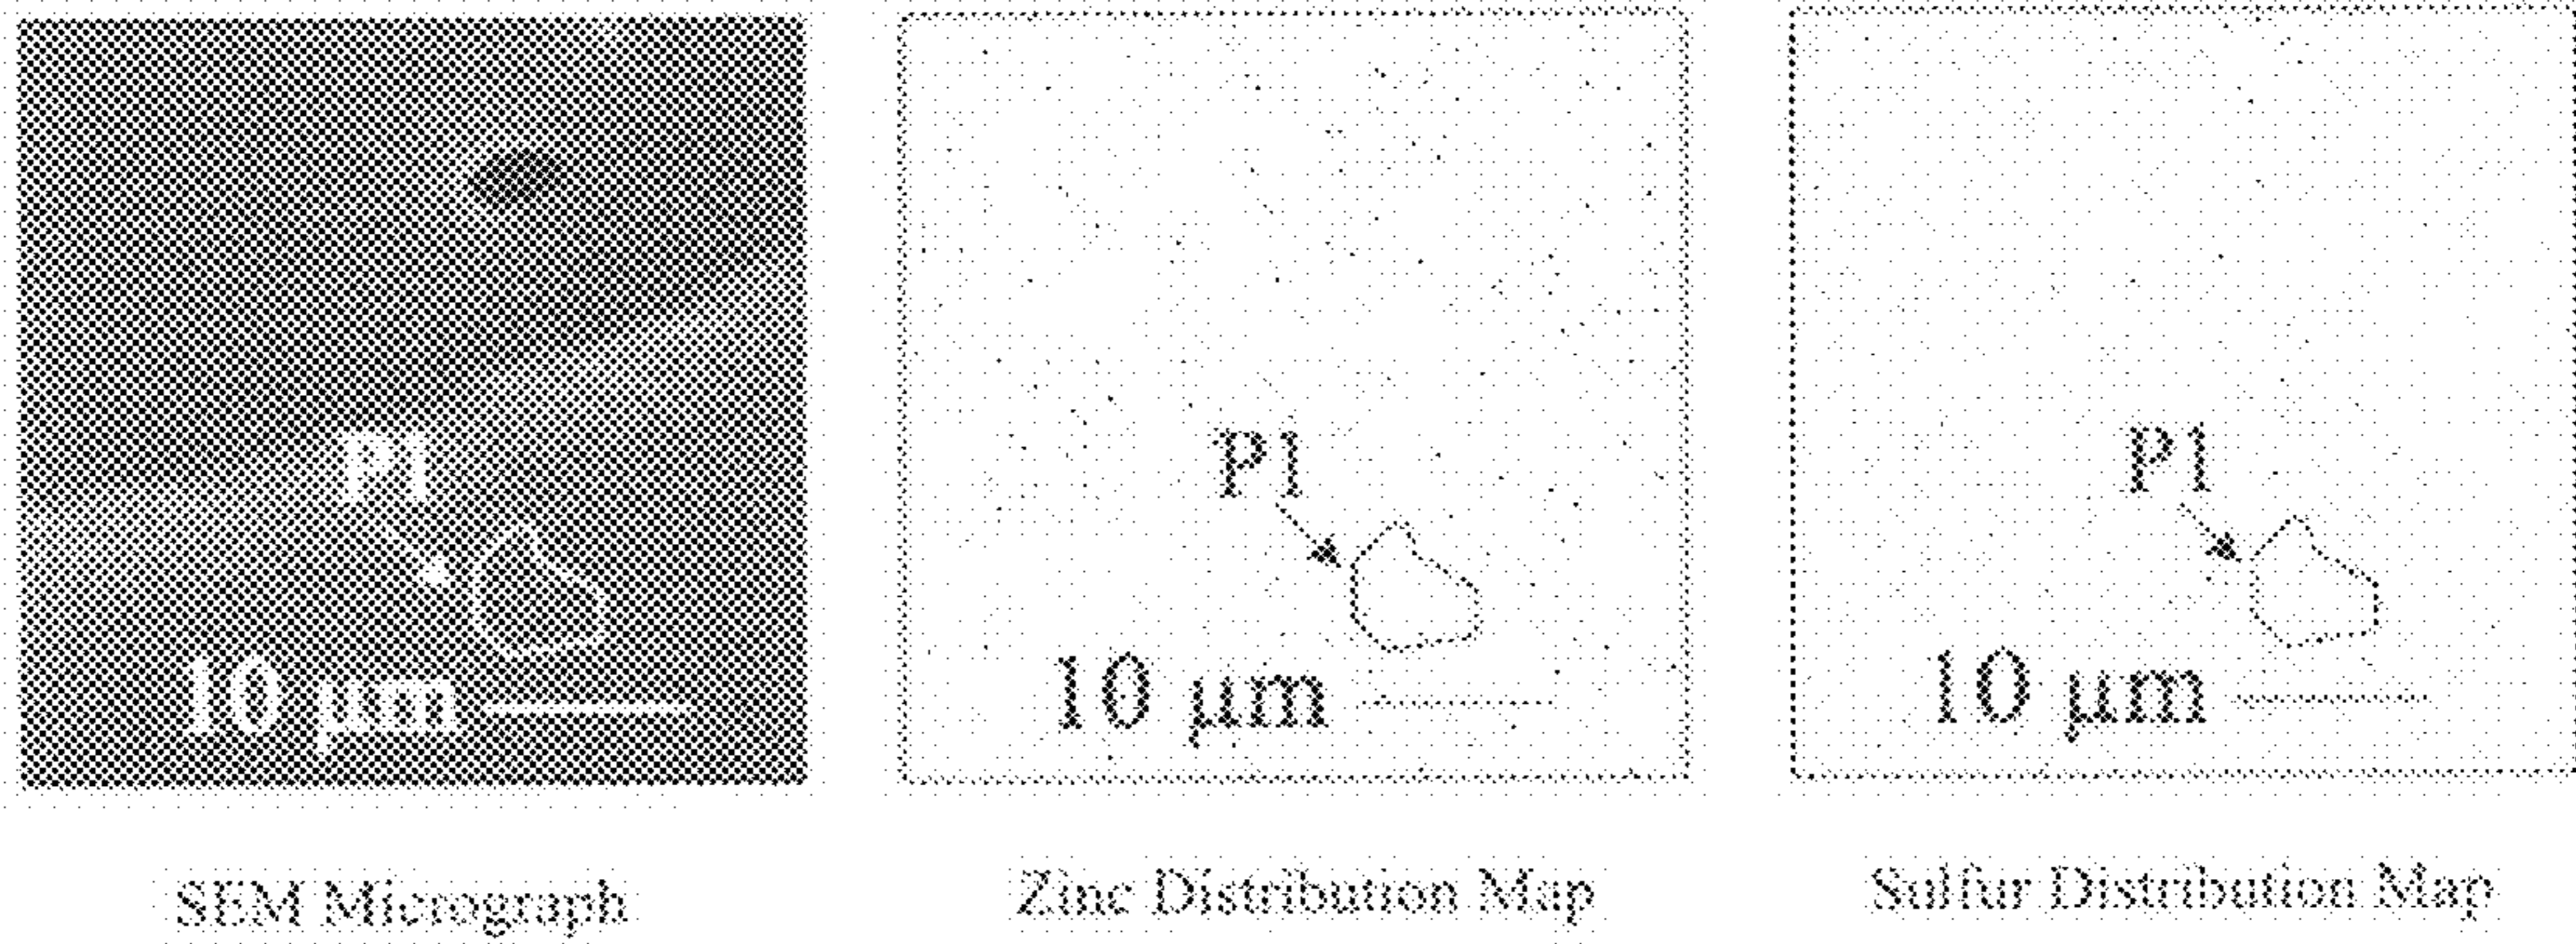 P1
10 μm
P1
10 μm
P1
10 μm
SEM Micrograph
Zinc Distribution Map
Sulfur Distribution Map